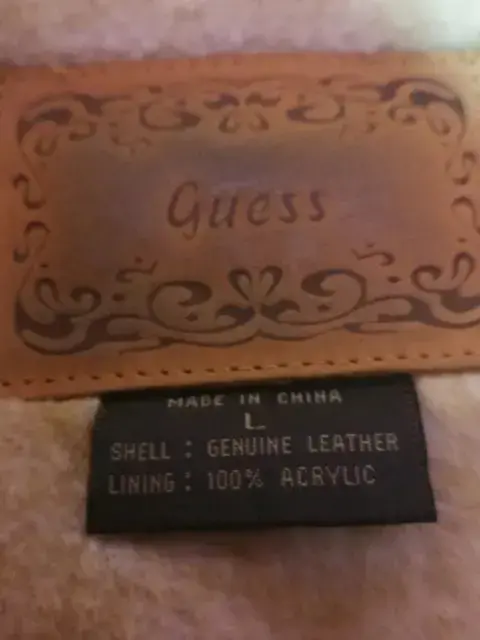 Guess
MADE IN CHINA
L
SHELL : GENUINE LEATHER
LINING : 100% ACRYLIC